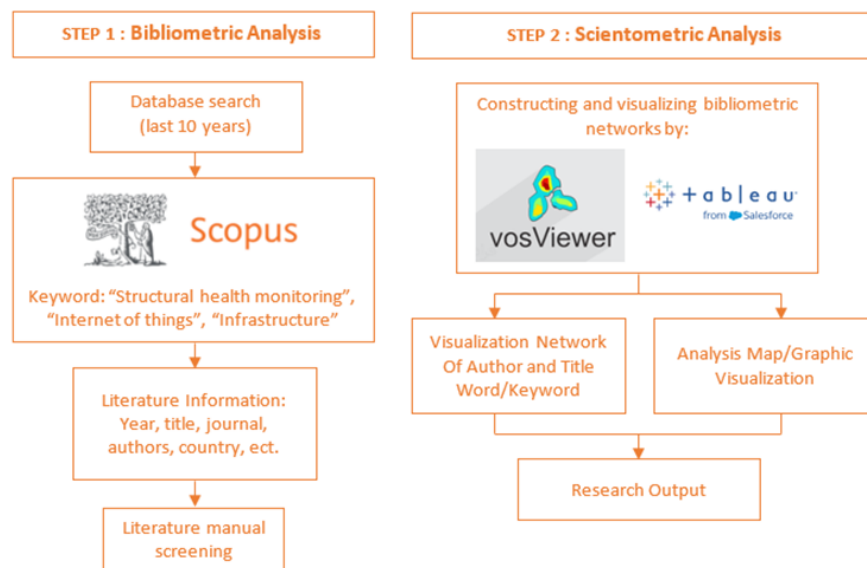 STEP 1 : Bibliometric Analysis
Database search
(last 10 years)
Scopus
Keyword: “Structural health monitoring”,
“Internet of things”, “Infrastructure”
Literature Information:
Year, title, journal,
authors, country, ect.
Literature manual
screening
STEP 2 : Scientometric Analysis
Constructing and visualizing bibliometric
networks by:
vosViewer
+ableau
from Salesforce
Visualization Network
Of Author and Title
Word/Keyword
Analysis Map/Graphic
Visualization
Research Output